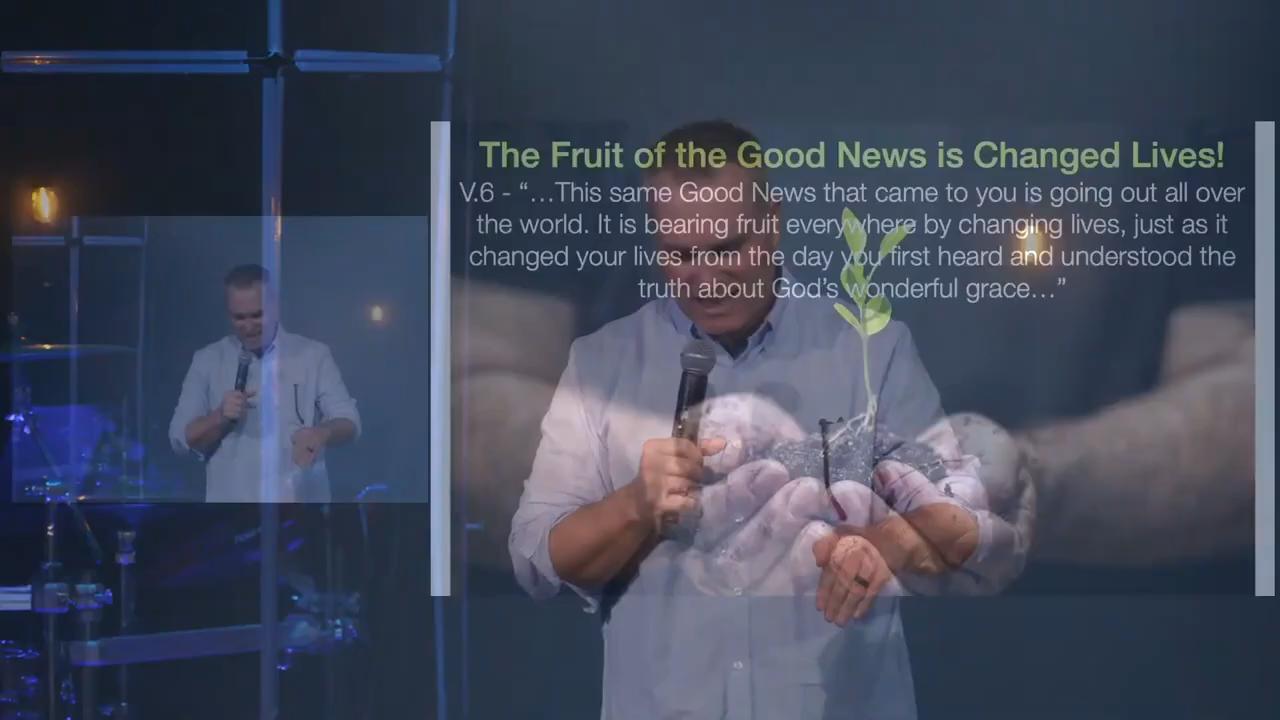 The Fruit of the Good News is Changed Lives!
V.6 - “…This same Good News that came to you is going out all over
the world. It is bearing fruit everywhere by changing lives, just as it
changed your lives from the day you first heard and understood the
truth about God’s wonderful grace…”